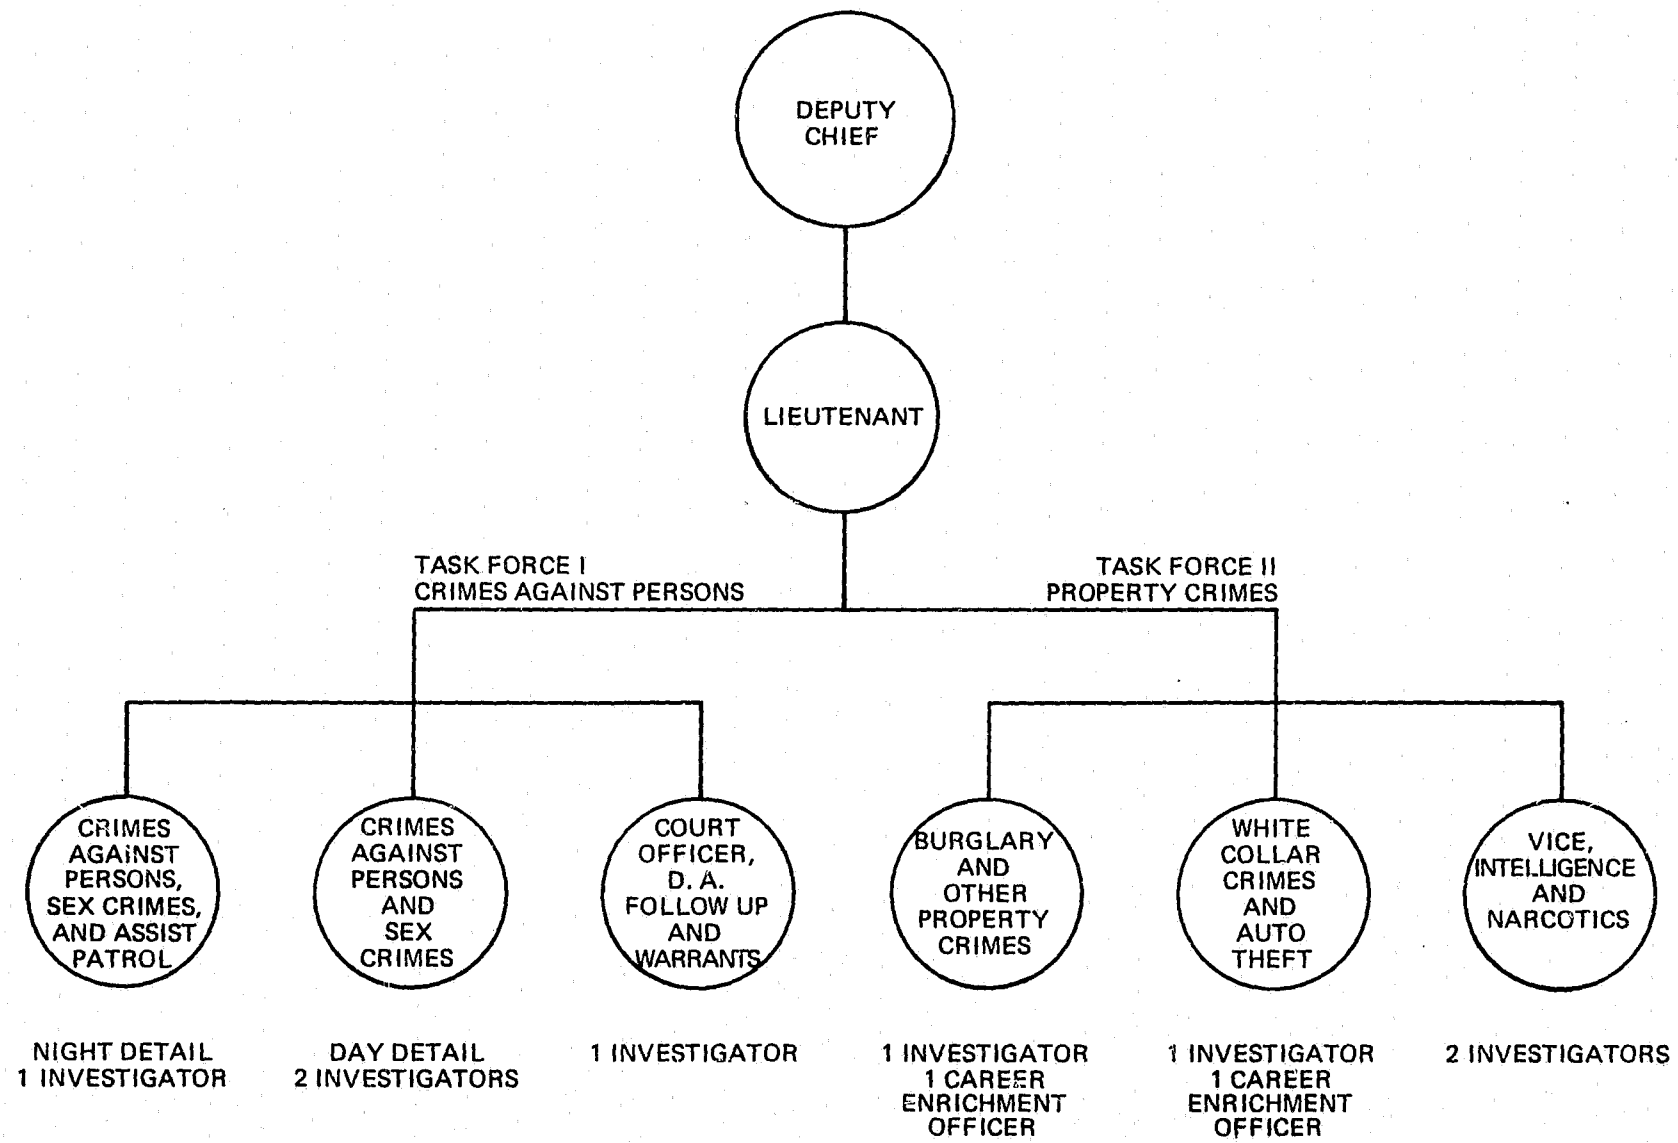 DEPUTY
CHIEF
LIEUTENANT
TASK FORCE I
CRIMES AGAINST PERSONS
TASK FORCE II
PROPERTY CRIMES
CRIMES
AGAINST
PERSONS,
SEX CRIMES,
AND ASSIST
PATROL
CRIMES
AGAINST
PERSONS
AND
SEX
CRIMES
COURT
OFFICER,
D. A.
FOLLOW UP
AND
WARRANTS
BURGLARY
AND
OTHER
PROPERTY
CRIMES
WHITE
COLLAR
CRIMES
AND
AUTO
THEFT
VICE,
INTELLIGENCE
AND
NARCOTICS
NIGHT DETAIL
1 INVESTIGATOR
DAY DETAIL
2 INVESTIGATORS
1 INVESTIGATOR
1 INVESTIGATOR
1 CAREER
ENRICHMENT
OFFICER
1 INVESTIGATOR
1 CAREER
ENRICHMENT
OFFICER
2 INVESTIGATORS